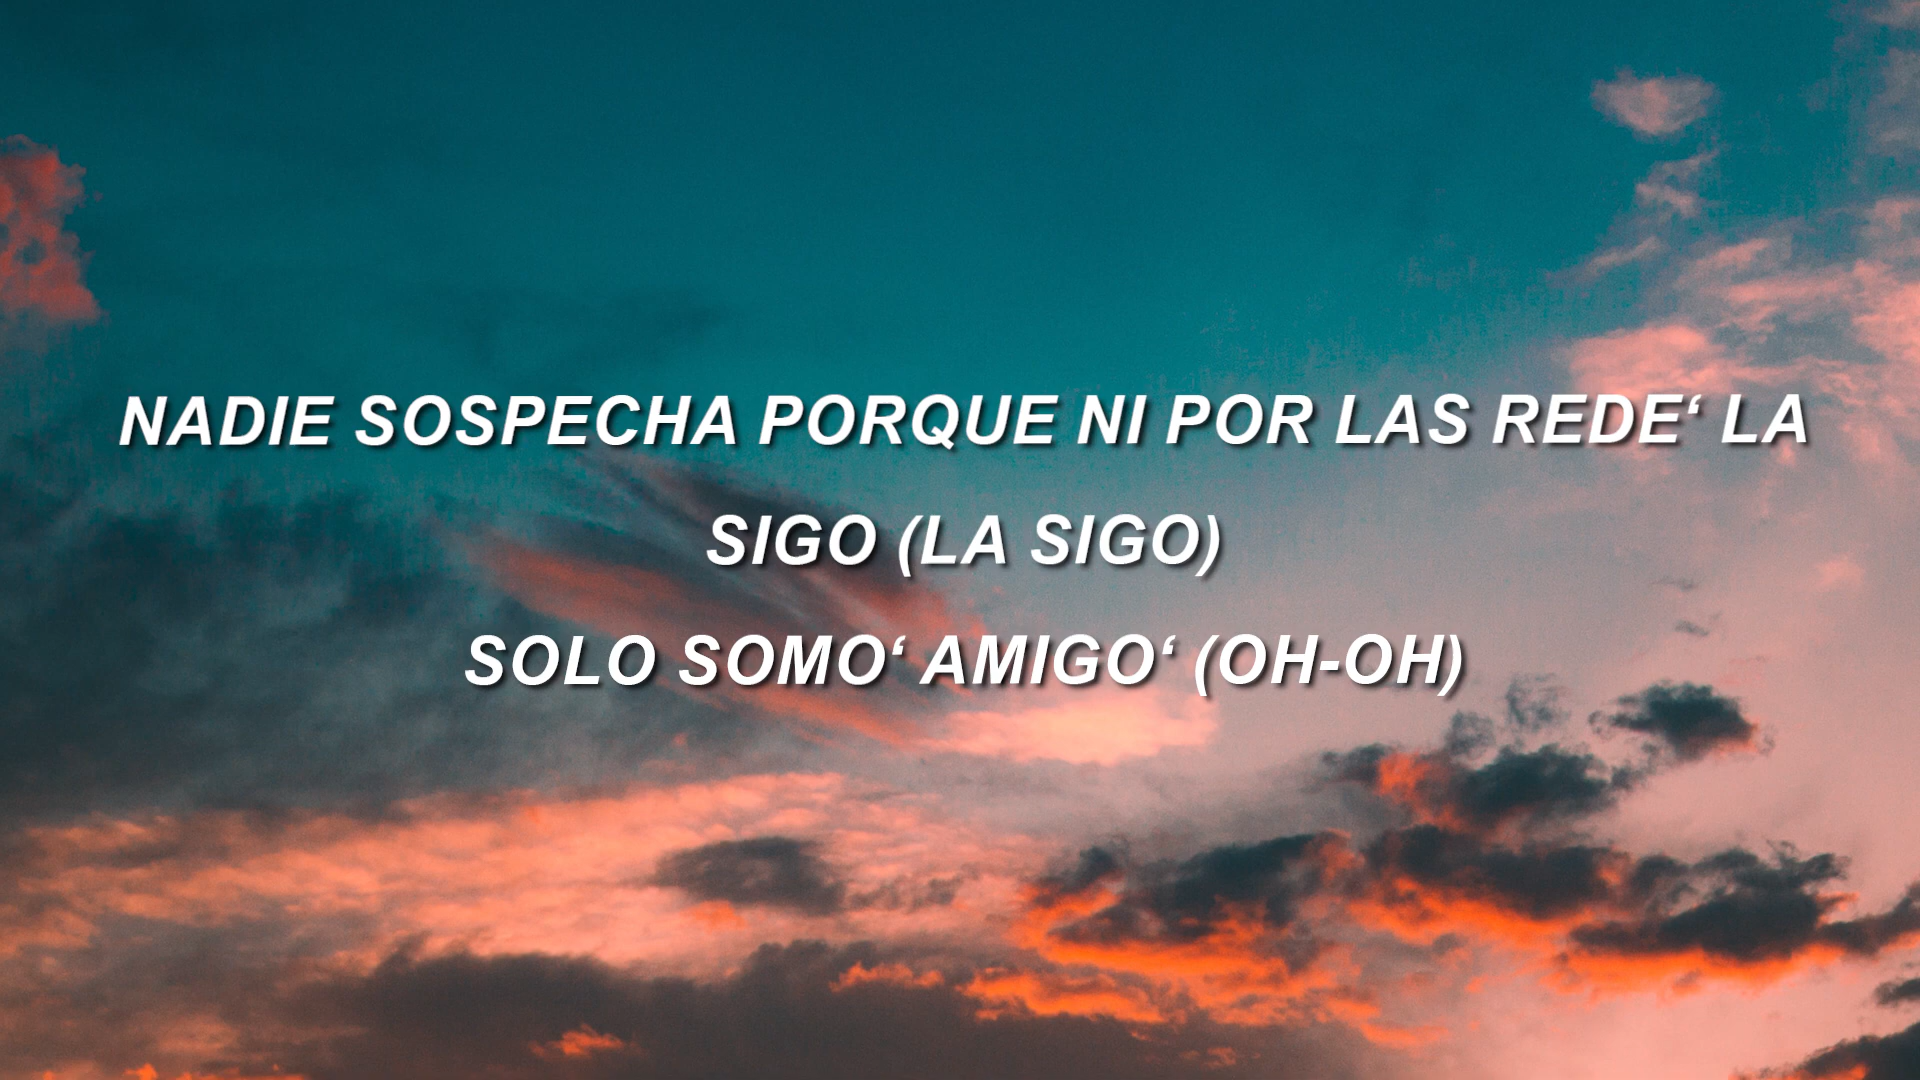 NADIE SOSPECHA PORQUE NI POR LAS REDE‘ LA
SIGO (LA SIGO)
SOLO SOMO‘ AMIGO‘ (OH-OH)